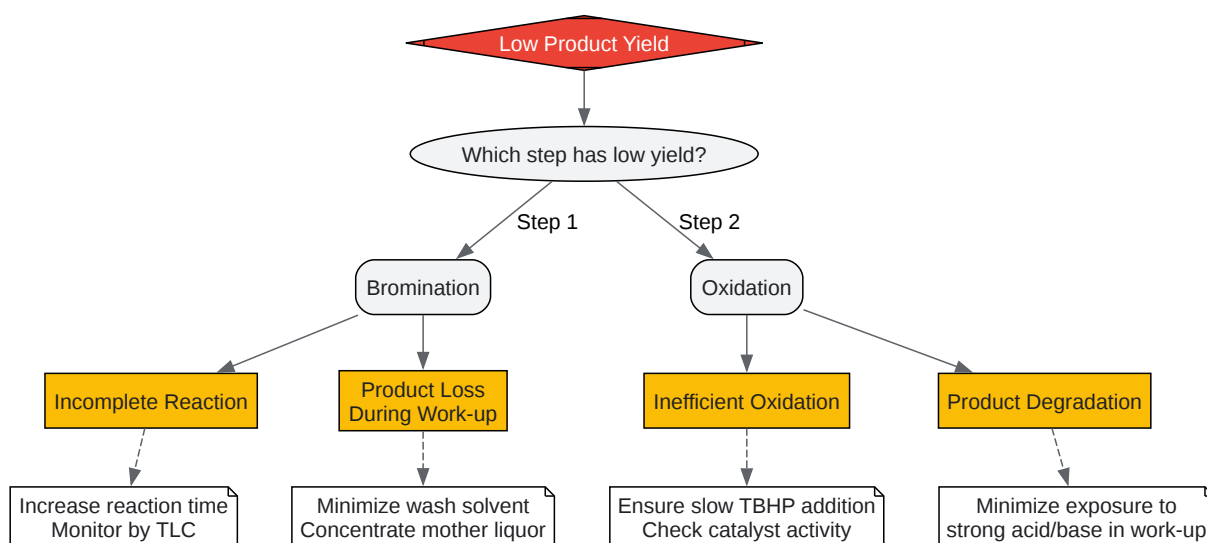 Low Product Yield
Which step has low yield?
Step 1
Step 2
Bromination
Oxidation
Incomplete Reaction
Product Loss
During Work-up
Inefficient Oxidation
Product Degradation
Increase reaction time
Monitor by TLC
Minimize wash solvent
Concentrate mother liquor
Ensure slow TBHP addition
Check catalyst activity
Minimize exposure to
strong acid/base in work-up